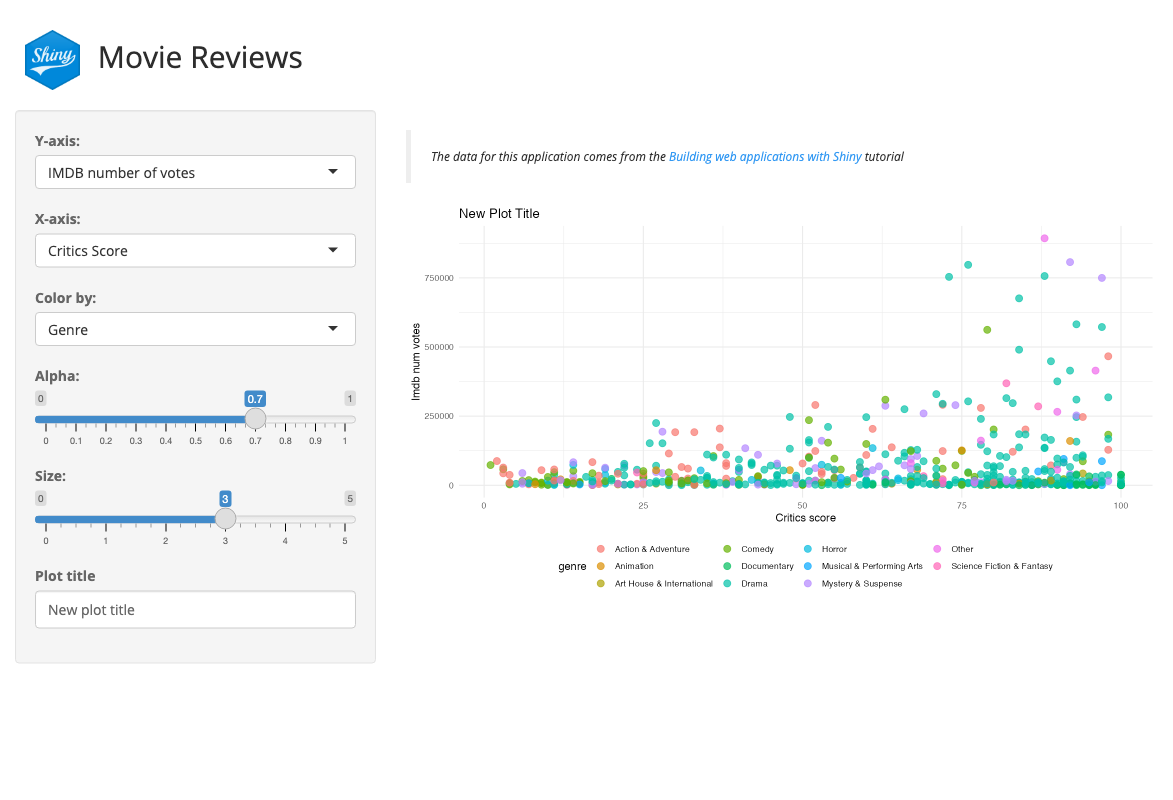 Shiny
Movie Reviews
Y-axis:
IMDB number of votes
X-axis:
Critics Score
Color by:
Genre
Alpha:
0 0.7 1
0 0.1 0.2 0.3 0.4 0.5 0.6 0.7 0.8 0.9 1
Size:
0 3 5
0 1 2 3 4 5
Plot title
New plot title
The data for this application comes from the Building web applications with Shiny tutorial
New Plot Title
Imdb num votes
750000
500000
250000
0
0 25 50 75 100
Critics score
genre
Action & Adventure Comedy Horror Other
Animation Documentary Musical & Performing Arts Science Fiction & Fantasy
Art House & International Drama Mystery & Suspense